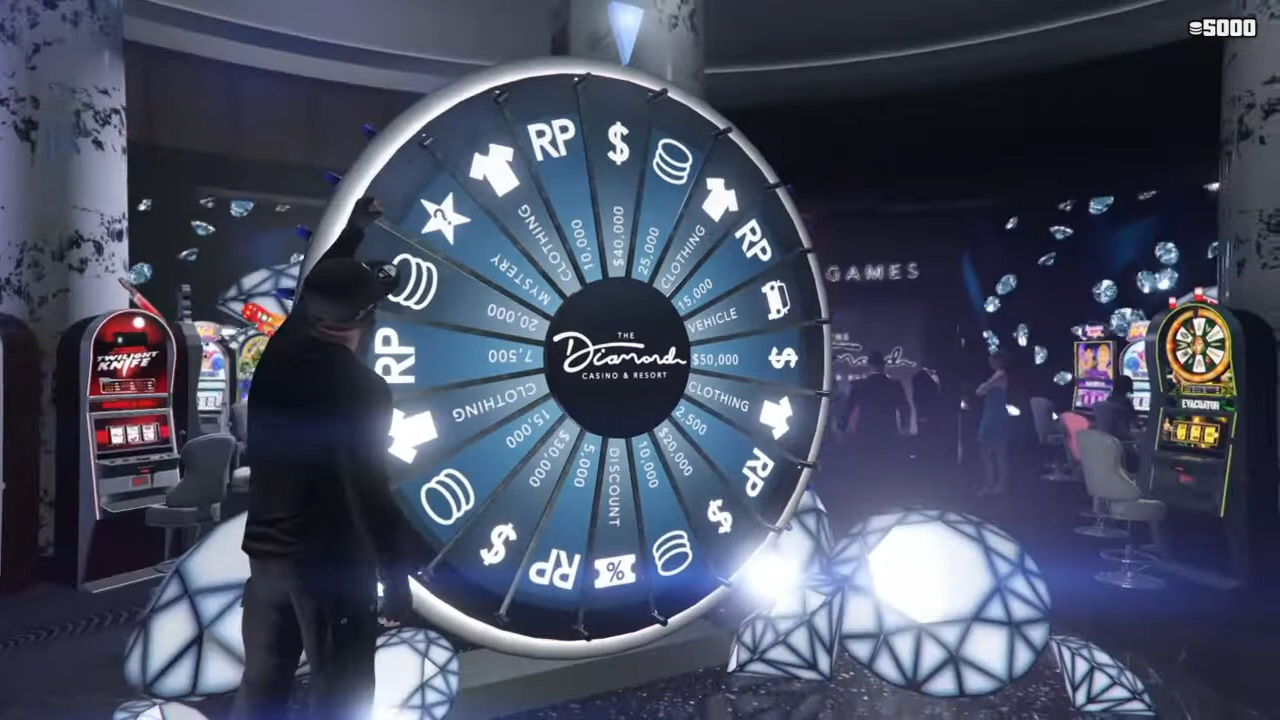 5000
RP
$
$40,000
25,000
CLOTHING
RP
15,000
VEHICLE
$
$50,000
CLOTHING
2,500
RP
$20,000
$
10,000
DISCOUNT
%
5,000
RP
$30,000
$
15,000
CLOTHING
7,500
RP
20,000
MYSTERY
?
CLOTHING
10,000
THE
Diamond
CASINO & RESORT
GAMES
TWILIGHT
KNIFE
EVACUATOR